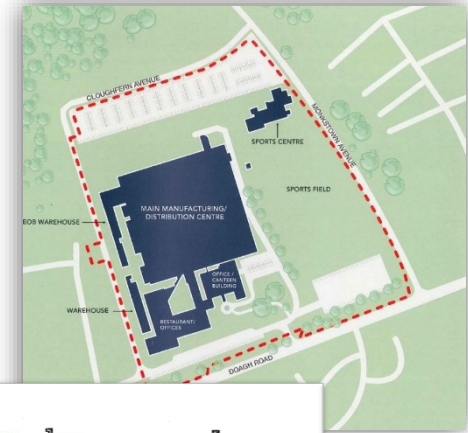 CLOUGHFERN AVENUE
MONKSTOWN AVENUE
SPORTS CENTRE
SPORTS FIELD
MAIN MANUFACTURING/
DISTRIBUTION CENTRE
EOB WAREHOUSE
OFFICE /
CANTEEN
BUILDING
WAREHOUSE
RESTAURANT/
OFFICES
DOAGH ROAD